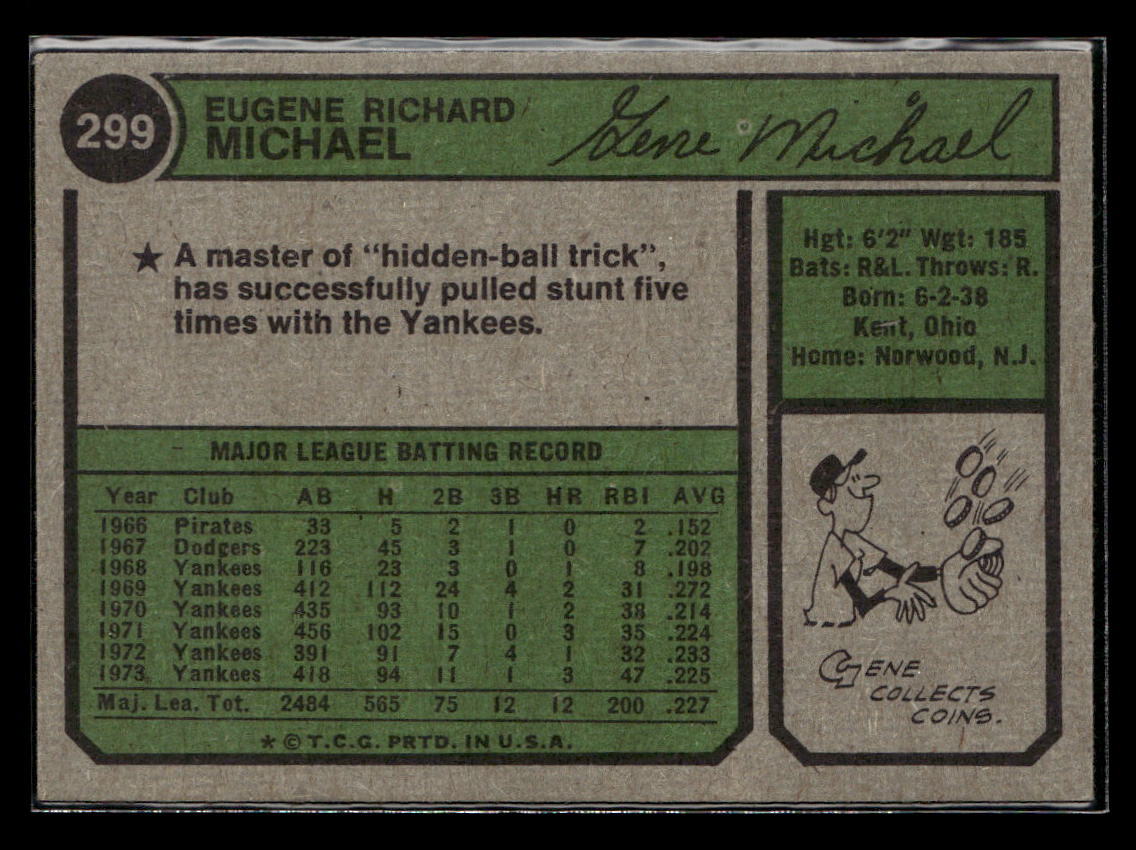 299
EUGENE RICHARD
MICHAEL
Gene Michael
★ A master of "hidden-ball trick",
has successfully pulled stunt five
times with the Yankees.
Hgt: 6'2" Wgt: 185
Bats: R&L. Throws: R.
Born: 6-2-38
Kent, Ohio
Home: Norwood, N.J.
MAJOR LEAGUE BATTING RECORD
Year Club AB H 2B 3B HR RBI AVG
1966 Pirates 33 5 2 1 0 2 .152
1967 Dodgers 223 45 3 1 0 7 .202
1968 Yankees 116 23 3 0 1 8 .198
1969 Yankees 412 112 24 4 2 31 .272
1970 Yankees 435 93 10 1 2 38 .214
1971 Yankees 456 102 15 0 3 35 .224
1972 Yankees 391 91 7 4 1 32 .233
1973 Yankees 418 94 11 1 3 47 .225
Maj. Lea. Tot. 2484 565 75 12 12 200 .227
* © T.C.G. PRTD. IN U.S.A.
GENE
COLLECTS
COINS.